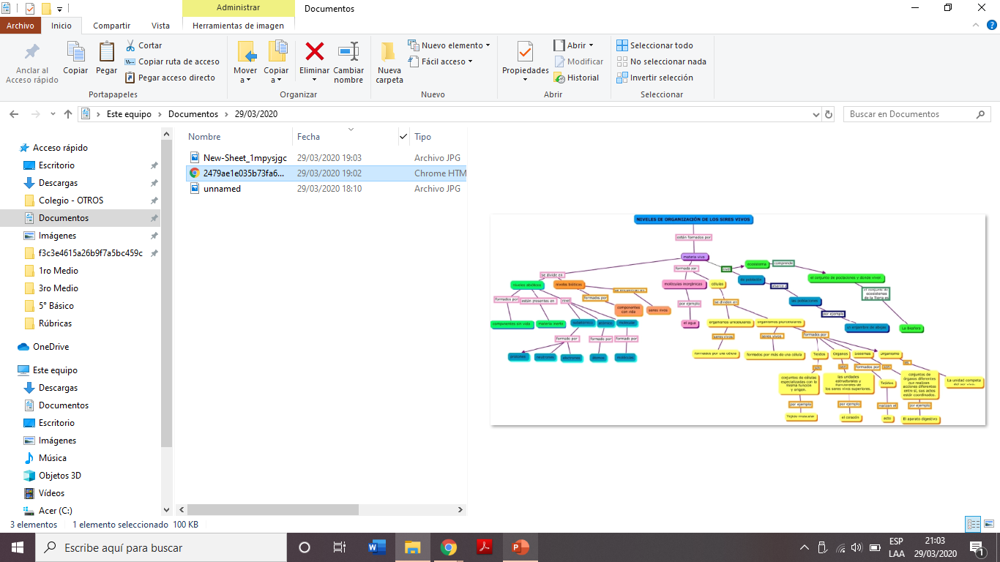 Administrar
Documentos
Archivo
Inicio
Compartir
Vista
Herramientas de imagen
Anclar al
Acceso rápido
Copiar
Pegar
Cortar
Copiar ruta de acceso
Pegar acceso directo
Portapapeles
Mover
a
Copiar
a
Eliminar
Cambiar
nombre
Organizar
Nueva
carpeta
Nuevo elemento
Fácil acceso
Nuevo
Propiedades
Abrir
Modificar
Historial
Abrir
Seleccionar todo
No seleccionar nada
Invertir selección
Seleccionar
Este equipo
Documentos
29/03/2020
Buscar en Documentos
Acceso rápido
Escritorio
Descargas
Colegio - OTROS
Documentos
Imágenes
f3c3e4615a26b9f7a5bc459c
1ro Medio
3ro Medio
5° Básico
Rúbricas
OneDrive
Este equipo
Descargas
Documentos
Escritorio
Imágenes
Música
Objetos 3D
Vídeos
Acer (C:)
Nombre
Fecha
Tipo
New-Sheet_1mpysjgc
29/03/2020 19:03
Archivo JPG
2479ae1e035b73fa6...
29/03/2020 19:02
Chrome HTM
unnamed
29/03/2020 18:10
Archivo JPG
NIVELES DE ORGANIZACIÓN DE LOS SERES VIVOS
están formados por
materia viva
se divide en
formada por
nivel
ecosistema
comprende
el conjunto de poclaciones y donde viven
el conjunto de
ecosistemas
de la Tierra es
La biosfera
niveles abióticos
niveles bióticos
formados por
están presentes en
nivel
formados por
se encuentran en
componentes sin vida
materia inerte
componentes
con vida
seres vivos
subatómico
atómico
molecular
formado por
formado por
formado por
protones
neutrones
electrones
átomos
moléculas
moléculas inorgánicas
por ejemplo
el agua
células
se dividen en
organismos unicelulares
organismos pluricelulares
seres vivos
seres vivos
formados por una célula
formados por más de una célula
formados por
de población
abarca a
las poblaciones
por ejemplo
un enjambre de abejas
Tejidos
Órganos
Sistemas
Organismo
son
son
formados por
son
es
conjuntos de células
especializadas con la
misma función
y origen.
por ejemplo
Tejido muscular
las unidades
estructurales y
funcionales de
los seres vivos superiores.
por ejemplo
el corazón
Tejidos
realizan el
acto
conjuntos de
órganos diferentes
que realizan
acciones diferentes
entre sí, sus actos
están coordinados.
por ejemplo
El aparato digestivo
La unidad competa
del ser vivo.
3 elementos
1 elemento seleccionado
100 KB
Escribe aquí para buscar
ESP
LAA
21:03
29/03/2020
1